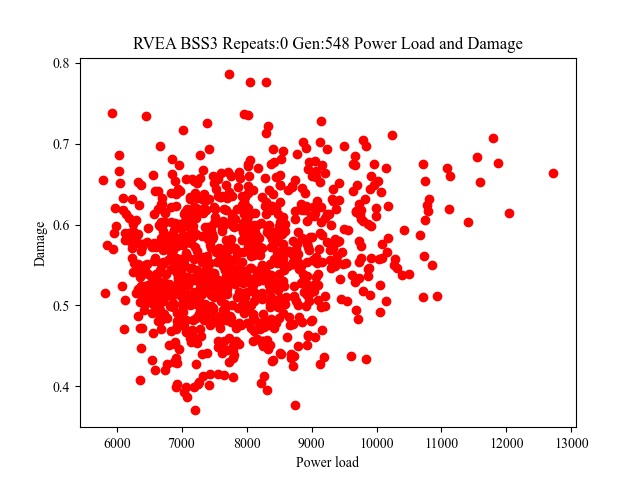 RVEA BSS3 Repeats:0 Gen:548 Power Load and Damage
0.8
0.7
0.6
0.5
0.4
Damage
6000 7000 8000 9000 10000 11000 12000 13000
Power load